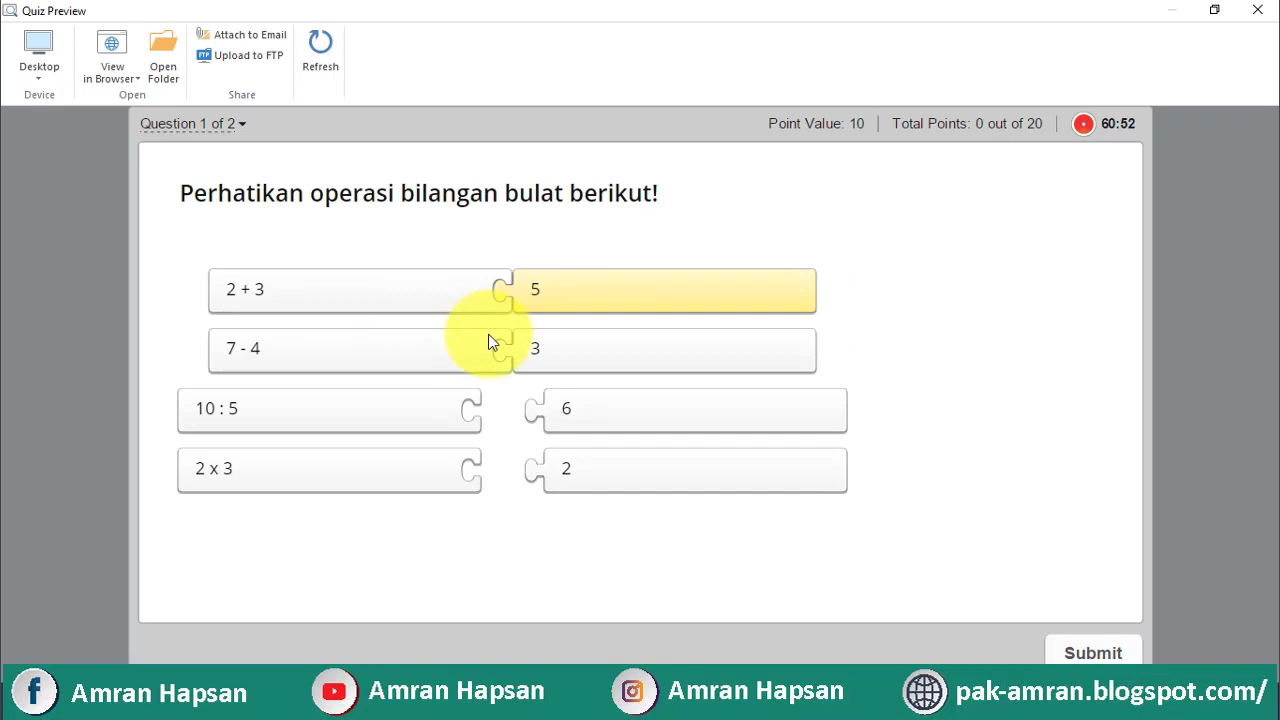 Quiz Preview
Desktop
Device
View
in Browser
Open
Folder
Open
Attach to Email
FTP Upload to FTP
Share
Refresh
Question 1 of 2
Point Value: 10
Total Points: 0 out of 20
60:52
Perhatikan operasi bilangan bulat berikut!
2 + 3
5
7 - 4
3
10 : 5
6
2 x 3
2
Submit
Amran Hapsan
Amran Hapsan
Amran Hapsan
pak-amran.blogspot.com/